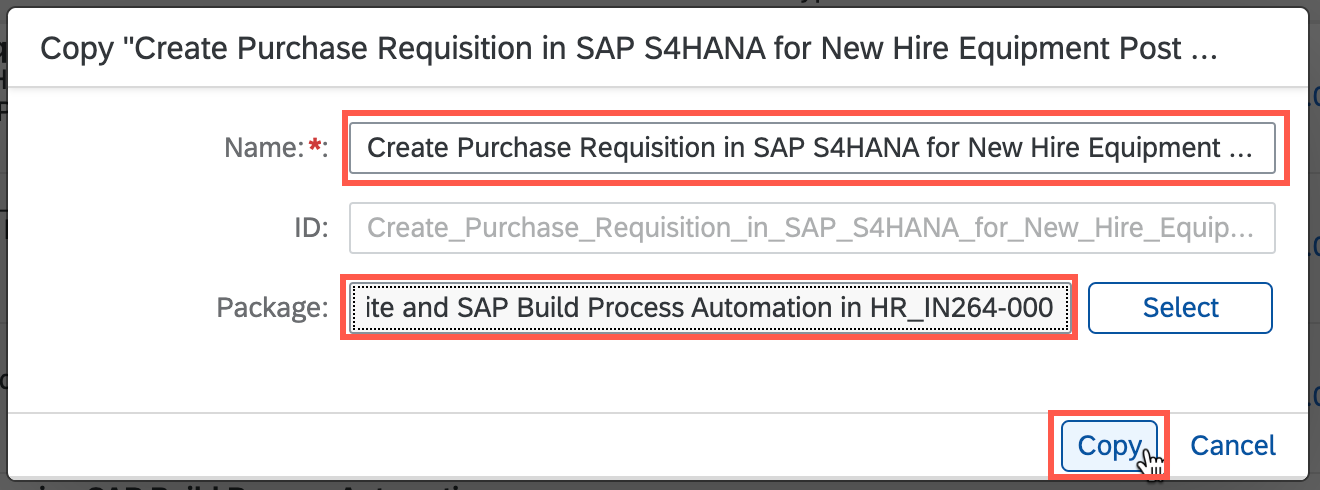 Copy "Create Purchase Requisition in SAP S4HANA for New Hire Equipment Post ...
Name:*:
Create Purchase Requisition in SAP S4HANA for New Hire Equipment ...
ID:
Create_Purchase_Requisition_in_SAP_S4HANA_for_New_Hire_Equip...
Package:
ite and SAP Build Process Automation in HR_IN264-000
Select
Copy
Cancel